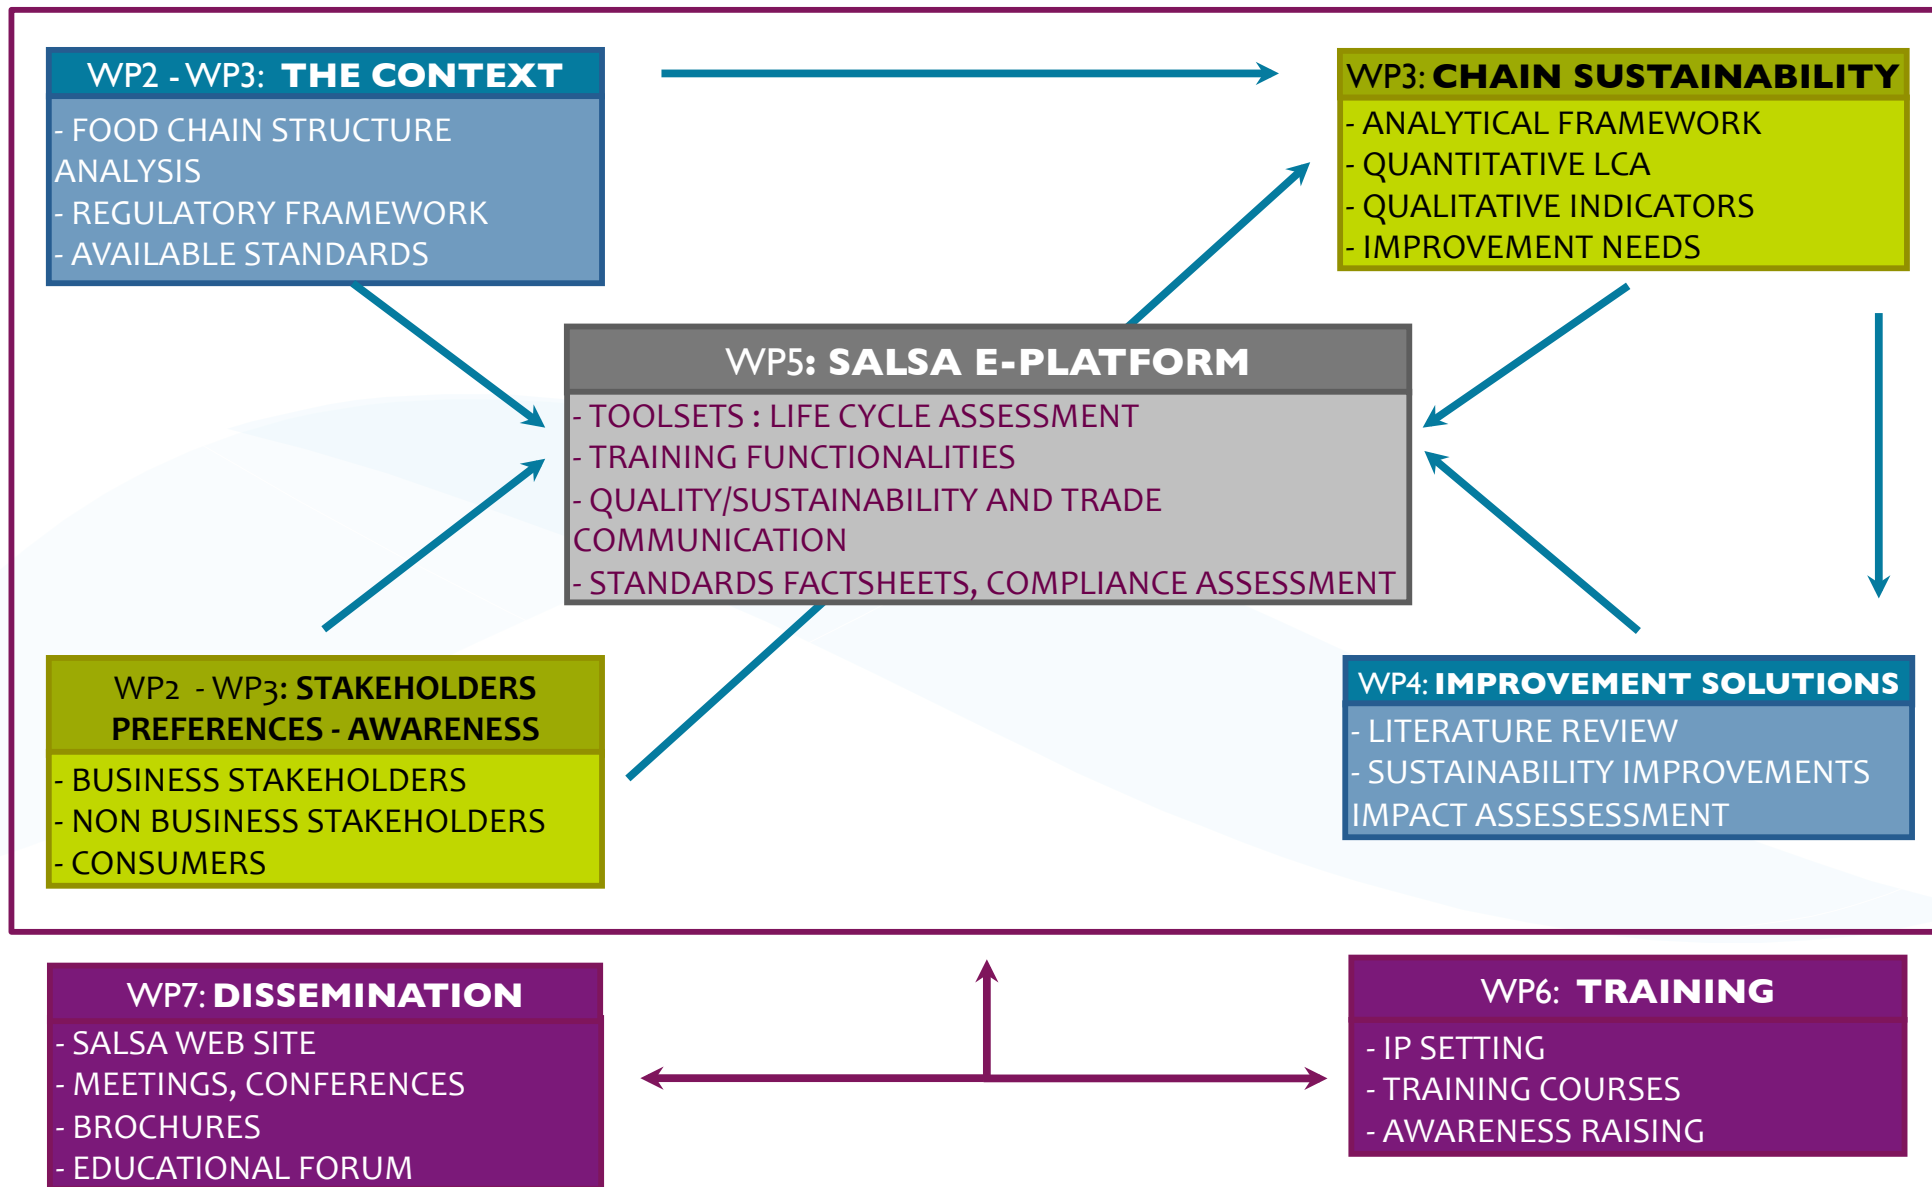 WP2 - WP3: THE CONTEXT
- FOOD CHAIN STRUCTURE
ANALYSIS
- REGULATORY FRAMEWORK
- AVAILABLE STANDARDS
WP3: CHAIN SUSTAINABILITY
- ANALYTICAL FRAMEWORK
- QUANTITATIVE LCA
- QUALITATIVE INDICATORS
- IMPROVEMENT NEEDS
WP5: SALSA E-PLATFORM
- TOOLSETS : LIFE CYCLE ASSESSMENT
- TRAINING FUNCTIONALITIES
- QUALITY/SUSTAINABILITY AND TRADE
COMMUNICATION
- STANDARDS FACTSHEETS, COMPLIANCE ASSESSMENT
WP2 - WP3: STAKEHOLDERS
PREFERENCES - AWARENESS
- BUSINESS STAKEHOLDERS
- NON BUSINESS STAKEHOLDERS
- CONSUMERS
WP4: IMPROVEMENT SOLUTIONS
- LITERATURE REVIEW
- SUSTAINABILITY IMPROVEMENTS
IMPACT ASSESSESSMENT
WP7: DISSEMINATION
- SALSA WEB SITE
- MEETINGS, CONFERENCES
- BROCHURES
- EDUCATIONAL FORUM
WP6: TRAINING
- IP SETTING
- TRAINING COURSES
- AWARENESS RAISING